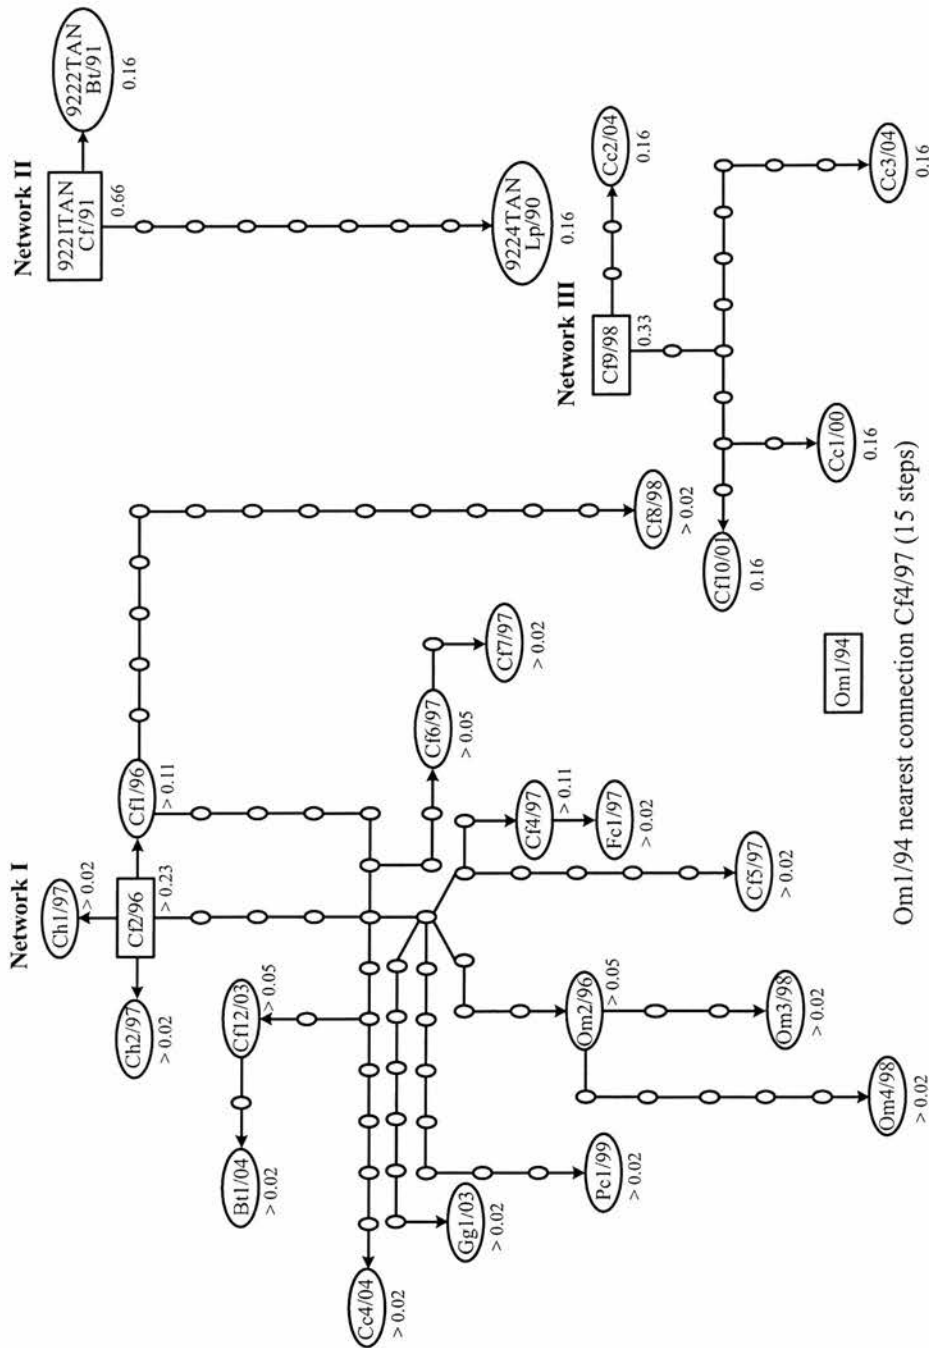 Network I
Ch1/97
> 0.02
Ch2/97
> 0.02
Cf2/96
> 0.23
Cf1/96
> 0.11
Cf12/03
> 0.05
Bt1/04
> 0.02
Cc4/04
> 0.02
Gg1/03
> 0.02
Pc1/99
> 0.02
Om2/96
> 0.05
Om3/98
> 0.02
Om4/98
> 0.02
Cf4/97
> 0.11
Fc1/97
> 0.02
Cf5/97
> 0.02
Cf6/97
> 0.05
Cf7/97
> 0.02
Cf8/98
> 0.02
Network II
9221TAN
Cf/91
0.66
9222TAN
Bt/91
0.16
9224TAN
Lp/90
0.16
Network III
Cf9/98
0.33
Cc2/04
0.16
Cf10/01
0.16
Cc1/00
0.16
Cc3/04
0.16
Om1/94
Om1/94 nearest connection Cf4/97 (15 steps)